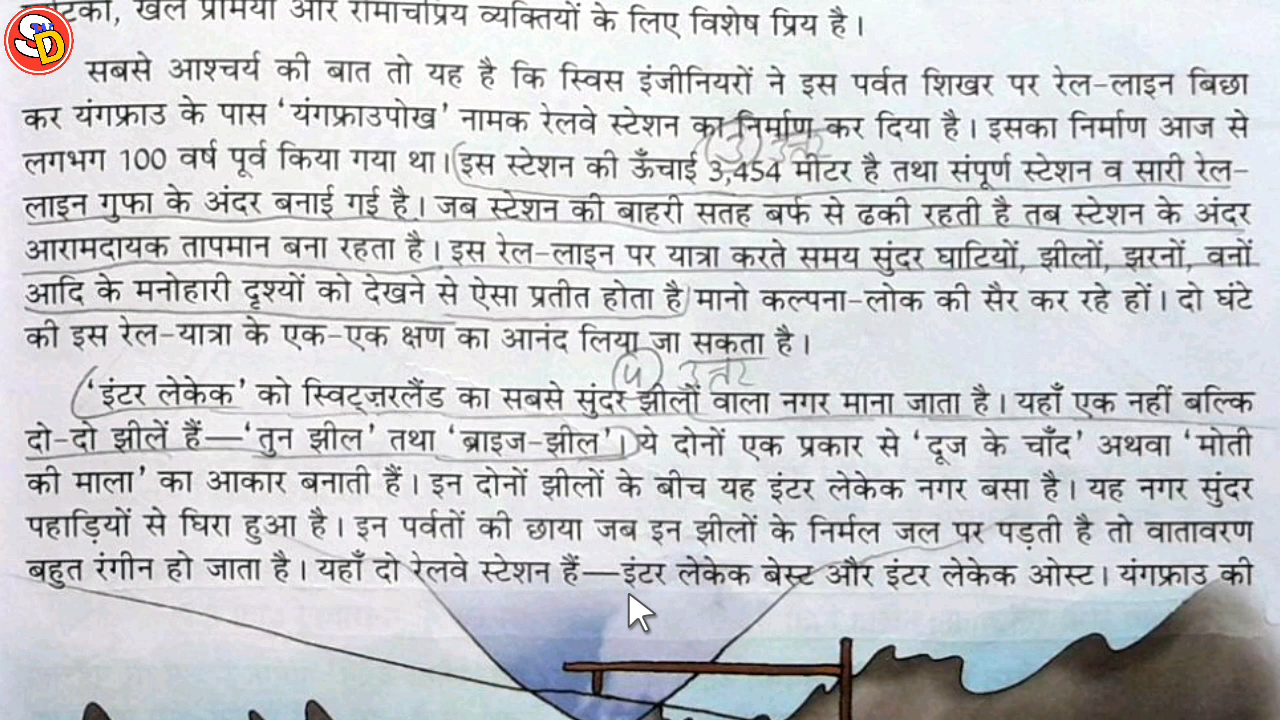 खेल प्रेमियों और रोमांचप्रिय व्यक्तियों के लिए विशेष प्रिय है।
SD
सबसे आश्चर्य की बात तो यह है कि स्विस इंजीनियरों ने इस पर्वत शिखर पर रेल-लाइन बिछा
कर यंगफ्राउ के पास ‘यंगफ्राउपोख’ नामक रेलवे स्टेशन का निर्माण कर दिया है। इसका निर्माण आज से
(3) उत्तर
लगभग 100 वर्ष पूर्व किया गया था। इस स्टेशन की ऊँचाई 3,454 मीटर है तथा संपूर्ण स्टेशन व सारी रेल-
लाइन गुफा के अंदर बनाई गई है। जब स्टेशन की बाहरी सतह बर्फ से ढकी रहती है तब स्टेशन के अंदर
आरामदायक तापमान बना रहता है। इस रेल-लाइन पर यात्रा करते समय सुंदर घाटियों, झीलों, झरनों, वनों
आदि के मनोहारी दृश्यों को देखने से ऐसा प्रतीत होता है मानो कल्पना-लोक की सैर कर रहे हों। दो घंटे
की इस रेल-यात्रा के एक-एक क्षण का आनंद लिया जा सकता है।
(4) उत्तर
‘इंटर लेकेक’ को स्विट्ज़रलैंड का सबसे सुंदर झीलों वाला नगर माना जाता है। यहाँ एक नहीं बल्कि
दो-दो झीलें हैं—‘तुन झील’ तथा ‘ब्राइज-झील’। ये दोनों एक प्रकार से ‘दूज के चाँद’ अथवा ‘मोती
की माला’ का आकार बनाती हैं। इन दोनों झीलों के बीच यह इंटर लेकेक नगर बसा है। यह नगर सुंदर
पहाड़ियों से घिरा हुआ है। इन पर्वतों की छाया जब इन झीलों के निर्मल जल पर पड़ती है तो वातावरण
बहुत रंगीन हो जाता है। यहाँ दो रेलवे स्टेशन हैं—इंटर लेकेक बेस्ट और इंटर लेकेक ओस्ट। यंगफ्राउ की